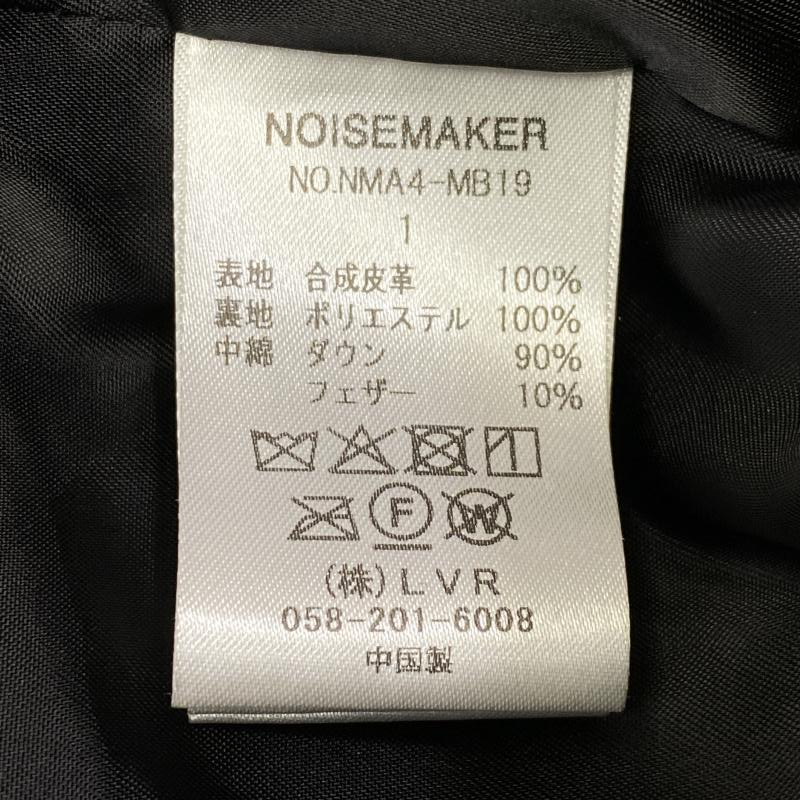 NOISEMAKER
NO.NMA4-MB19
1
表地 合成皮革 100%
裏地 ポリエステル 100%
中綿 ダウン 90%
フェザー 10%
F W
(株)LVR
058-201-6008
中国製